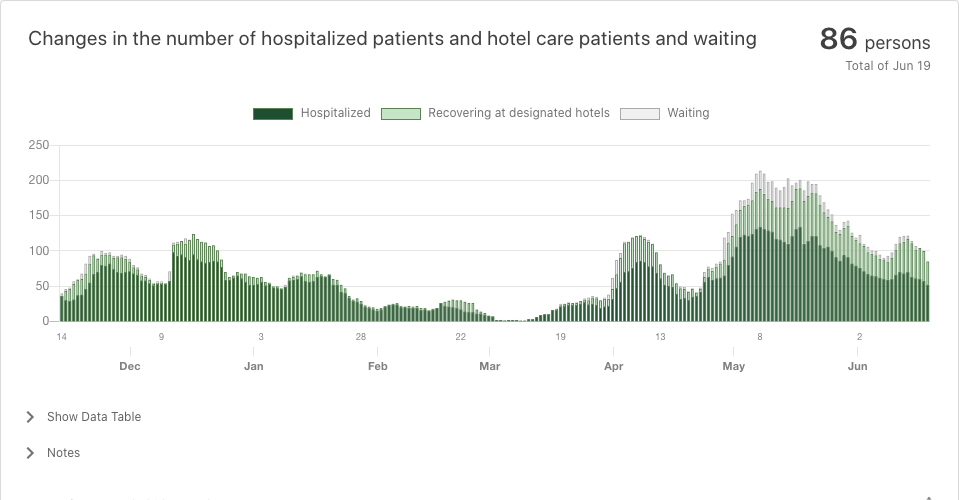 Changes in the number of hospitalized patients and hotel care patients and waiting
86 persons
Total of Jun 19
Hospitalized Recovering at designated hotels Waiting
250
200
150
100
50
0
14 9 3 28 22 19 13 8 2
Dec Jan Feb Mar Apr May Jun
Show Data Table
Notes